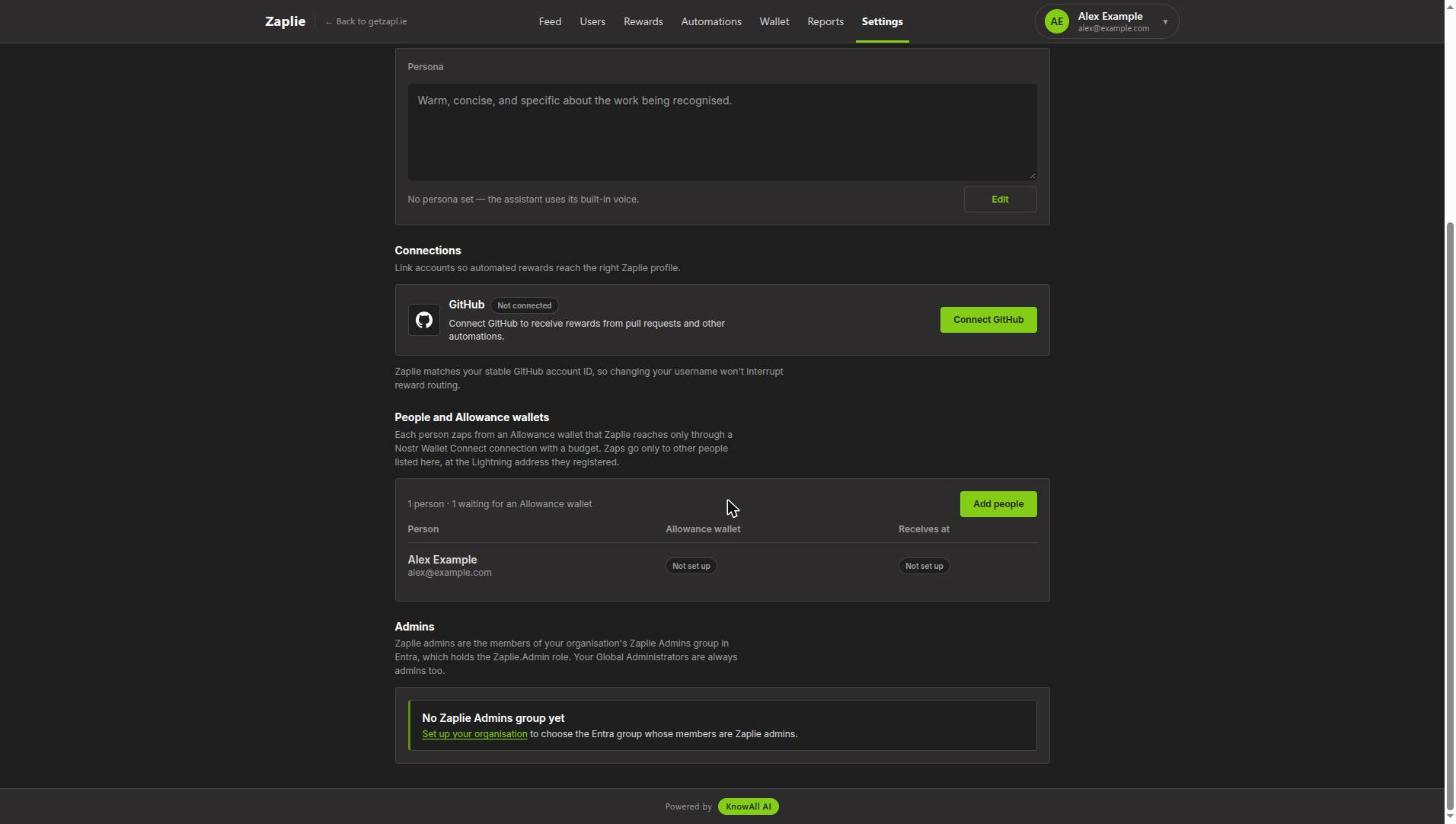 Zaplie
← Back to getzapl.ie
Feed
Users
Rewards
Automations
Wallet
Reports
Settings
AE
Alex Example
alex@example.com
Persona
Warm, concise, and specific about the work being recognised.
No persona set — the assistant uses its built-in voice.
Edit
Connections
Link accounts so automated rewards reach the right Zaplie profile.
GitHub
Not connected
Connect GitHub to receive rewards from pull requests and other
automations.
Connect GitHub
Zaplie matches your stable GitHub account ID, so changing your username won't interrupt
reward routing.
People and Allowance wallets
Each person zaps from an Allowance wallet that Zaplie reaches only through a
Nostr Wallet Connect connection with a budget. Zaps go only to other people
listed here, at the Lightning address they registered.
1 person · 1 waiting for an Allowance wallet
Add people
Person
Allowance wallet
Receives at
Alex Example
alex@example.com
Not set up
Not set up
Admins
Zaplie admins are the members of your organisation's Zaplie Admins group in
Entra, which holds the Zaplie.Admin role. Your Global Administrators are always
admins too.
No Zaplie Admins group yet
Set up your organisation to choose the Entra group whose members are Zaplie admins.
Powered by
KnowAll AI